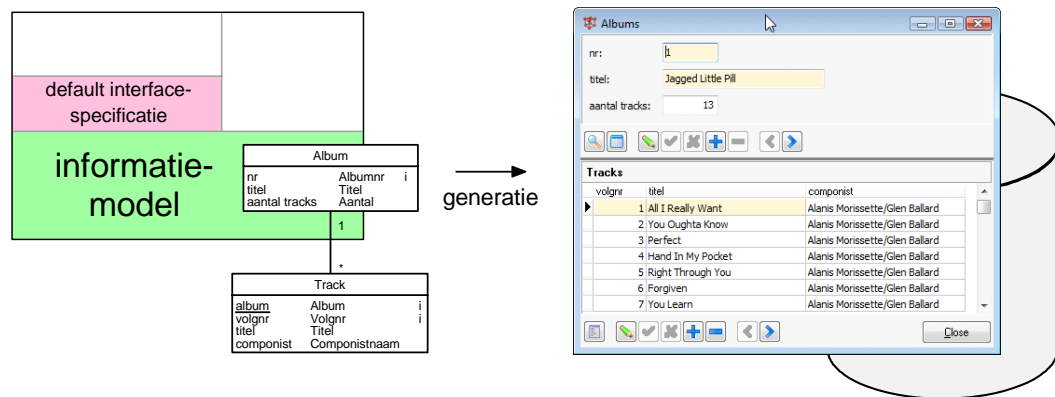 default interface-
specificatie
informatie-
model
Album
nr Albumnr i
titel Titel
aantal tracks Aantal
1
*
Track
album Album i
volgnr Volgnr i
titel Titel
componist Componistnaam
generatie
Albums
nr: 1
titel: Jagged Little Pill
aantal tracks: 13
Tracks
volgnr titel componist
1 All I Really Want Alanis Morissette/Glen Ballard
2 You Oughta Know Alanis Morissette/Glen Ballard
3 Perfect Alanis Morissette/Glen Ballard
4 Hand In My Pocket Alanis Morissette/Glen Ballard
5 Right Through You Alanis Morissette/Glen Ballard
6 Forgiven Alanis Morissette/Glen Ballard
7 You Learn Alanis Morissette/Glen Ballard
Close